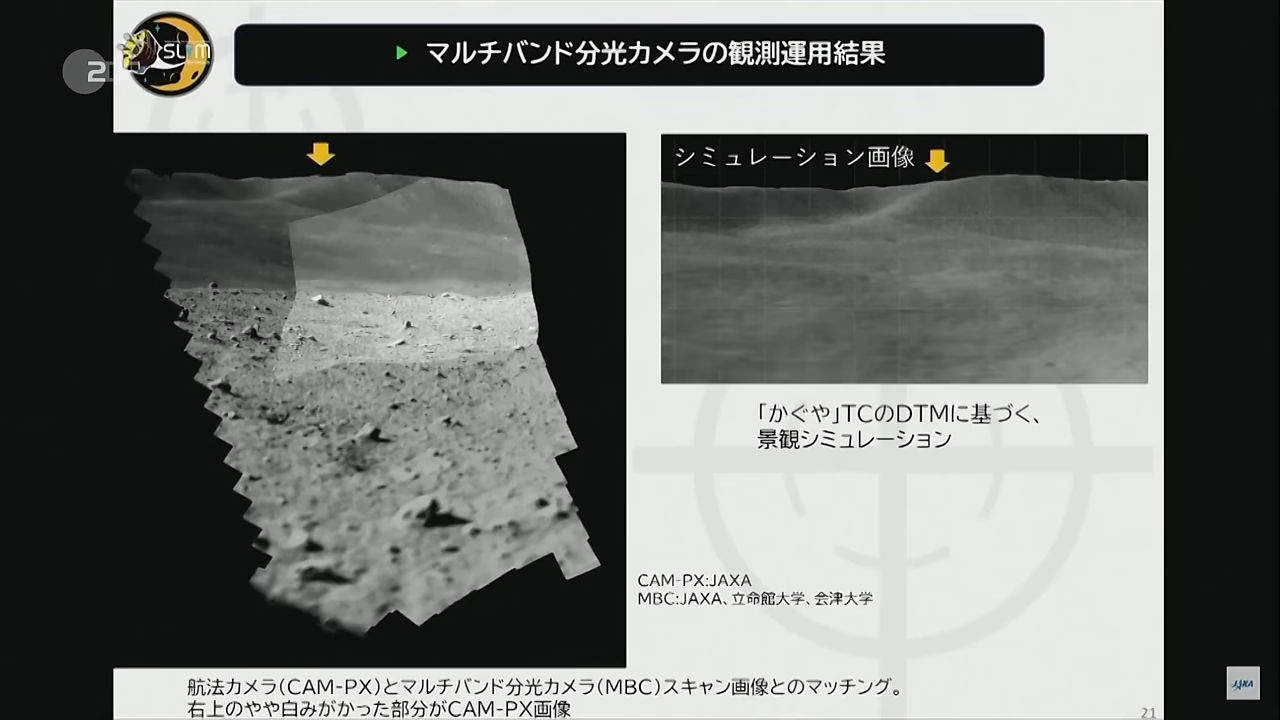 SLIM
2DF
マルチバンド分光カメラの観測運用結果
シミュレーション画像
「かぐや」TCのDTMに基づく、
景観シミュレーション
CAM-PX:JAXA
MBC:JAXA、立命館大学、会津大学
航法カメラ(CAM-PX)とマルチバンド分光カメラ(MBC)スキャン画像とのマッチング。
右上のやや白みがかった部分がCAM-PX画像
21
JAXA